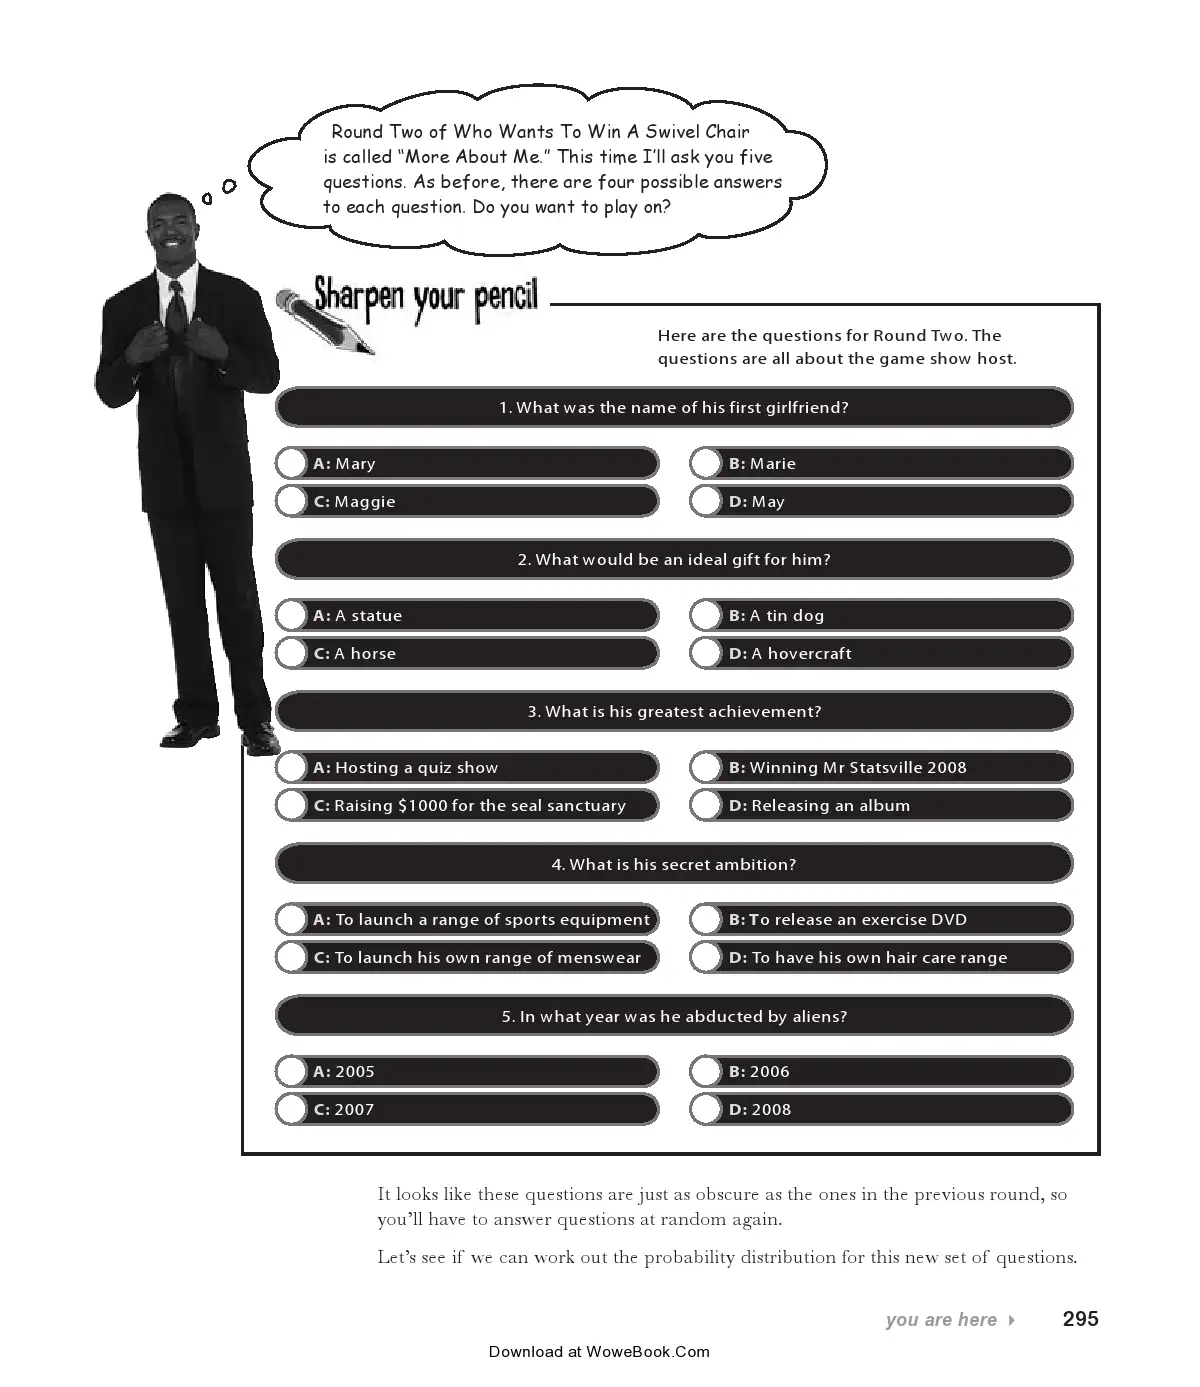 Round Two of Who Wants To Win A Swivel Chair
is called “More About Me.” This time I’ll ask you five
questions. As before, there are four possible answers
to each question. Do you want to play on?
Sharpen your pencil
Here are the questions for Round Two. The
questions are all about the game show host.
1. What was the name of his first girlfriend?
A: Mary
B: Marie
C: Maggie
D: May
2. What would be an ideal gift for him?
A: A statue
B: A tin dog
C: A horse
D: A hovercraft
3. What is his greatest achievement?
A: Hosting a quiz show
B: Winning Mr Statsville 2008
C: Raising $1000 for the seal sanctuary
D: Releasing an album
4. What is his secret ambition?
A: To launch a range of sports equipment
B: To release an exercise DVD
C: To launch his own range of menswear
D: To have his own hair care range
5. In what year was he abducted by aliens?
A: 2005
B: 2006
C: 2007
D: 2008
It looks like these questions are just as obscure as the ones in the previous round, so
you’ll have to answer questions at random again.
Let’s see if we can work out the probability distribution for this new set of questions.
you are here 295
Download at WoweBook.Com